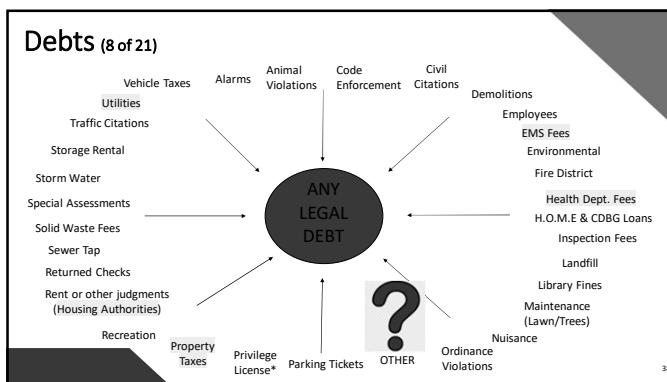 Debts (8 of 21)
Vehicle Taxes
Alarms
Animal
Violations
Code
Enforcement
Civil
Citations
Utilities
Traffic Citations
Storage Rental
Storm Water
Special Assessments
Solid Waste Fees
Sewer Tap
Returned Checks
Rent or other judgments
(Housing Authorities)
Recreation
Property
Taxes
Privilege
License*
Parking Tickets
ANY
LEGAL
DEBT
Demolitions
Employees
EMS Fees
Environmental
Fire District
Health Dept. Fees
H.O.M.E & CDBG Loans
Inspection Fees
Landfill
Library Fines
Maintenance
(Lawn/Trees)
Nuisance
Ordinance
Violations
?
OTHER